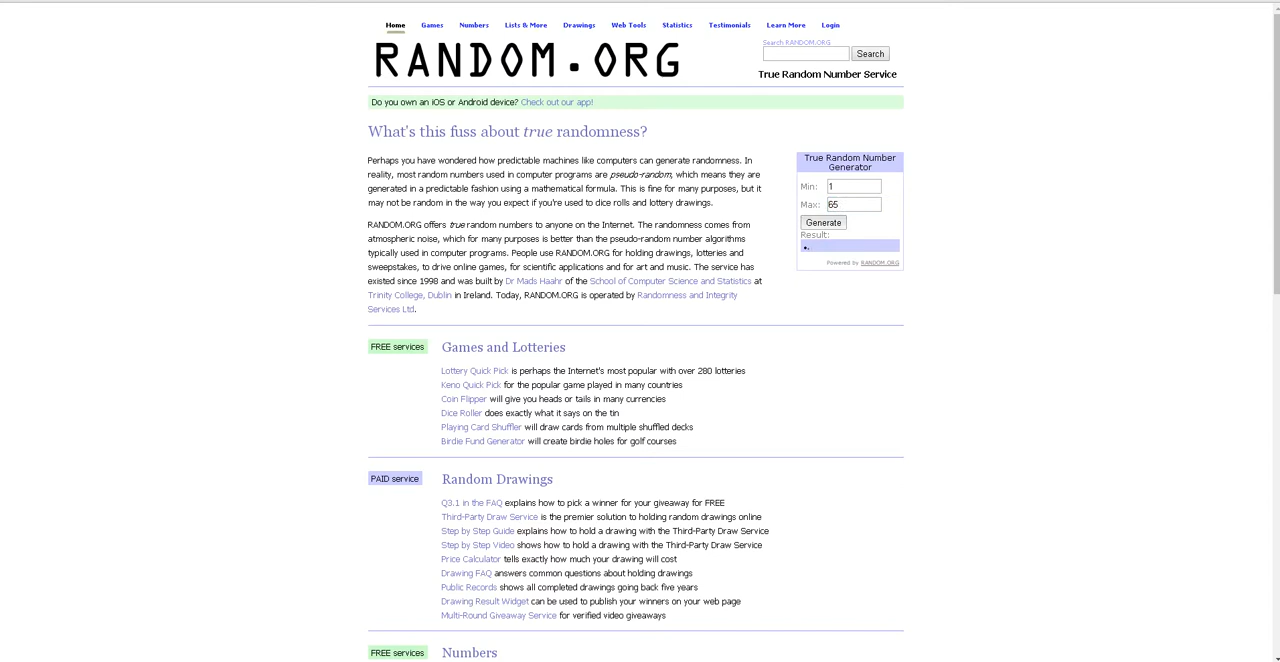 Home Games Numbers Lists & More Drawings Web Tools Statistics Testimonials Learn More Login
RANDOM.ORG
Search RANDOM.ORG
Search
True Random Number Service
Do you own an iOS or Android device? Check out our app!
What's this fuss about true randomness?
Perhaps you have wondered how predictable machines like computers can generate randomness. In
reality, most random numbers used in computer programs are pseudo-random, which means they are
generated in a predictable fashion using a mathematical formula. This is fine for many purposes, but it
may not be random in the way you expect if you're used to dice rolls and lottery drawings.
RANDOM.ORG offers true random numbers to anyone on the Internet. The randomness comes from
atmospheric noise, which for many purposes is better than the pseudo-random number algorithms
typically used in computer programs. People use RANDOM.ORG for holding drawings, lotteries and
sweepstakes, to drive online games, for scientific applications and for art and music. The service has
existed since 1998 and was built by Dr Mads Haahr of the School of Computer Science and Statistics at
Trinity College, Dublin in Ireland. Today, RANDOM.ORG is operated by Randomness and Integrity
Services Ltd.
True Random Number
Generator
Min: 1
Max: 65
Generate
Result:
Powered by RANDOM.ORG
FREE services
Games and Lotteries
Lottery Quick Pick is perhaps the Internet's most popular with over 280 lotteries
Keno Quick Pick for the popular game played in many countries
Coin Flipper will give you heads or tails in many currencies
Dice Roller does exactly what it says on the tin
Playing Card Shuffler will draw cards from multiple shuffled decks
Birdie Fund Generator will create birdie holes for golf courses
PAID service
Random Drawings
Q3.1 in the FAQ explains how to pick a winner for your giveaway for FREE
Third-Party Draw Service is the premier solution to holding random drawings online
Step by Step Guide explains how to hold a drawing with the Third-Party Draw Service
Step by Step Video shows how to hold a drawing with the Third-Party Draw Service
Price Calculator tells exactly how much your drawing will cost
Drawing FAQ answers common questions about holding drawings
Public Records shows all completed drawings going back five years
Drawing Result Widget can be used to publish your winners on your web page
Multi-Round Giveaway Service for verified video giveaways
FREE services
Numbers